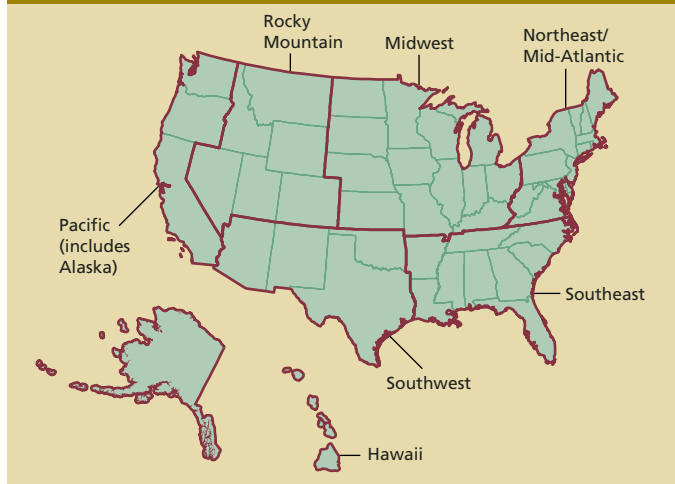 Rocky
Mountain
Midwest
Northeast/
Mid-Atlantic
Pacific
(includes
Alaska)
Southeast
Southwest
Hawaii